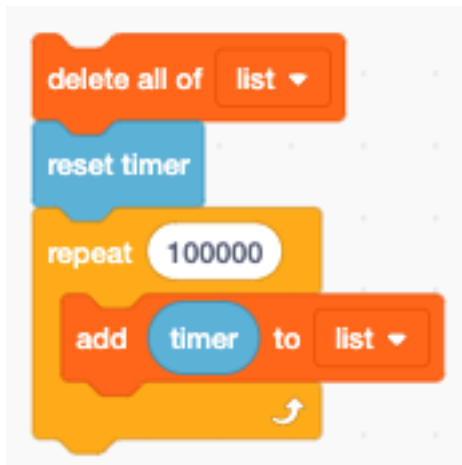 delete all of list
reset timer
repeat 100000
add timer to list